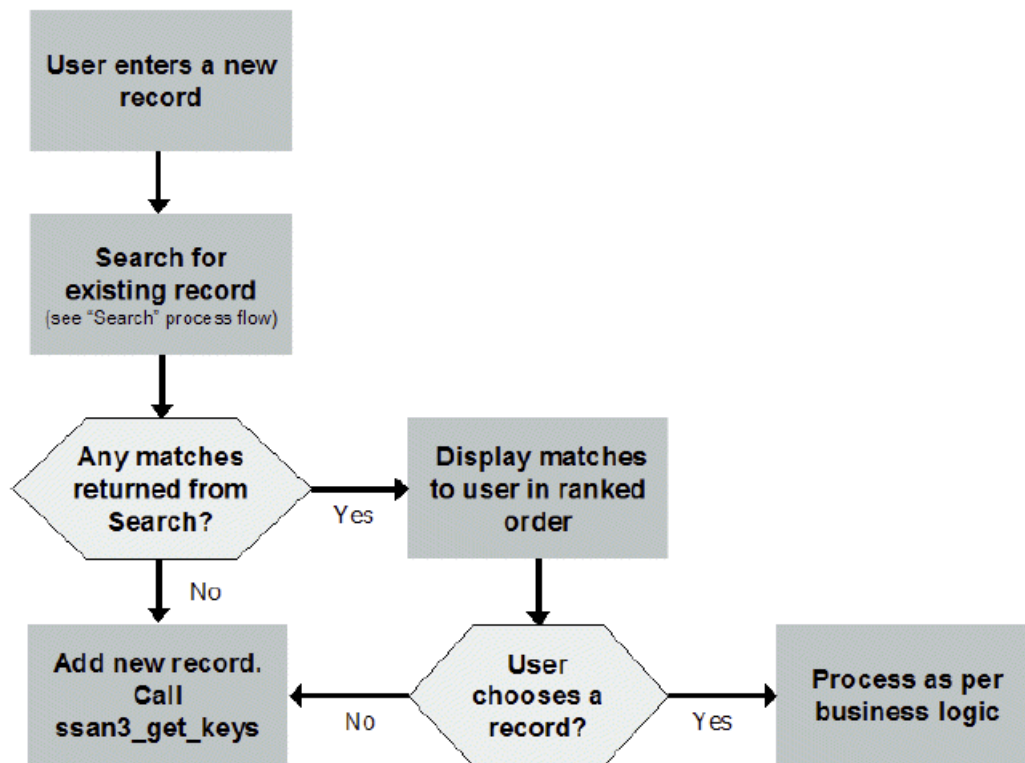 User enters a new
record
Search for
existing record
(see “Search” process flow)
Any matches
returned from
Search?
Yes
Display matches
to user in ranked
order
No
Add new record.
Call
ssan3_get_keys
No
User
chooses a
record?
Yes
Process as per
business logic